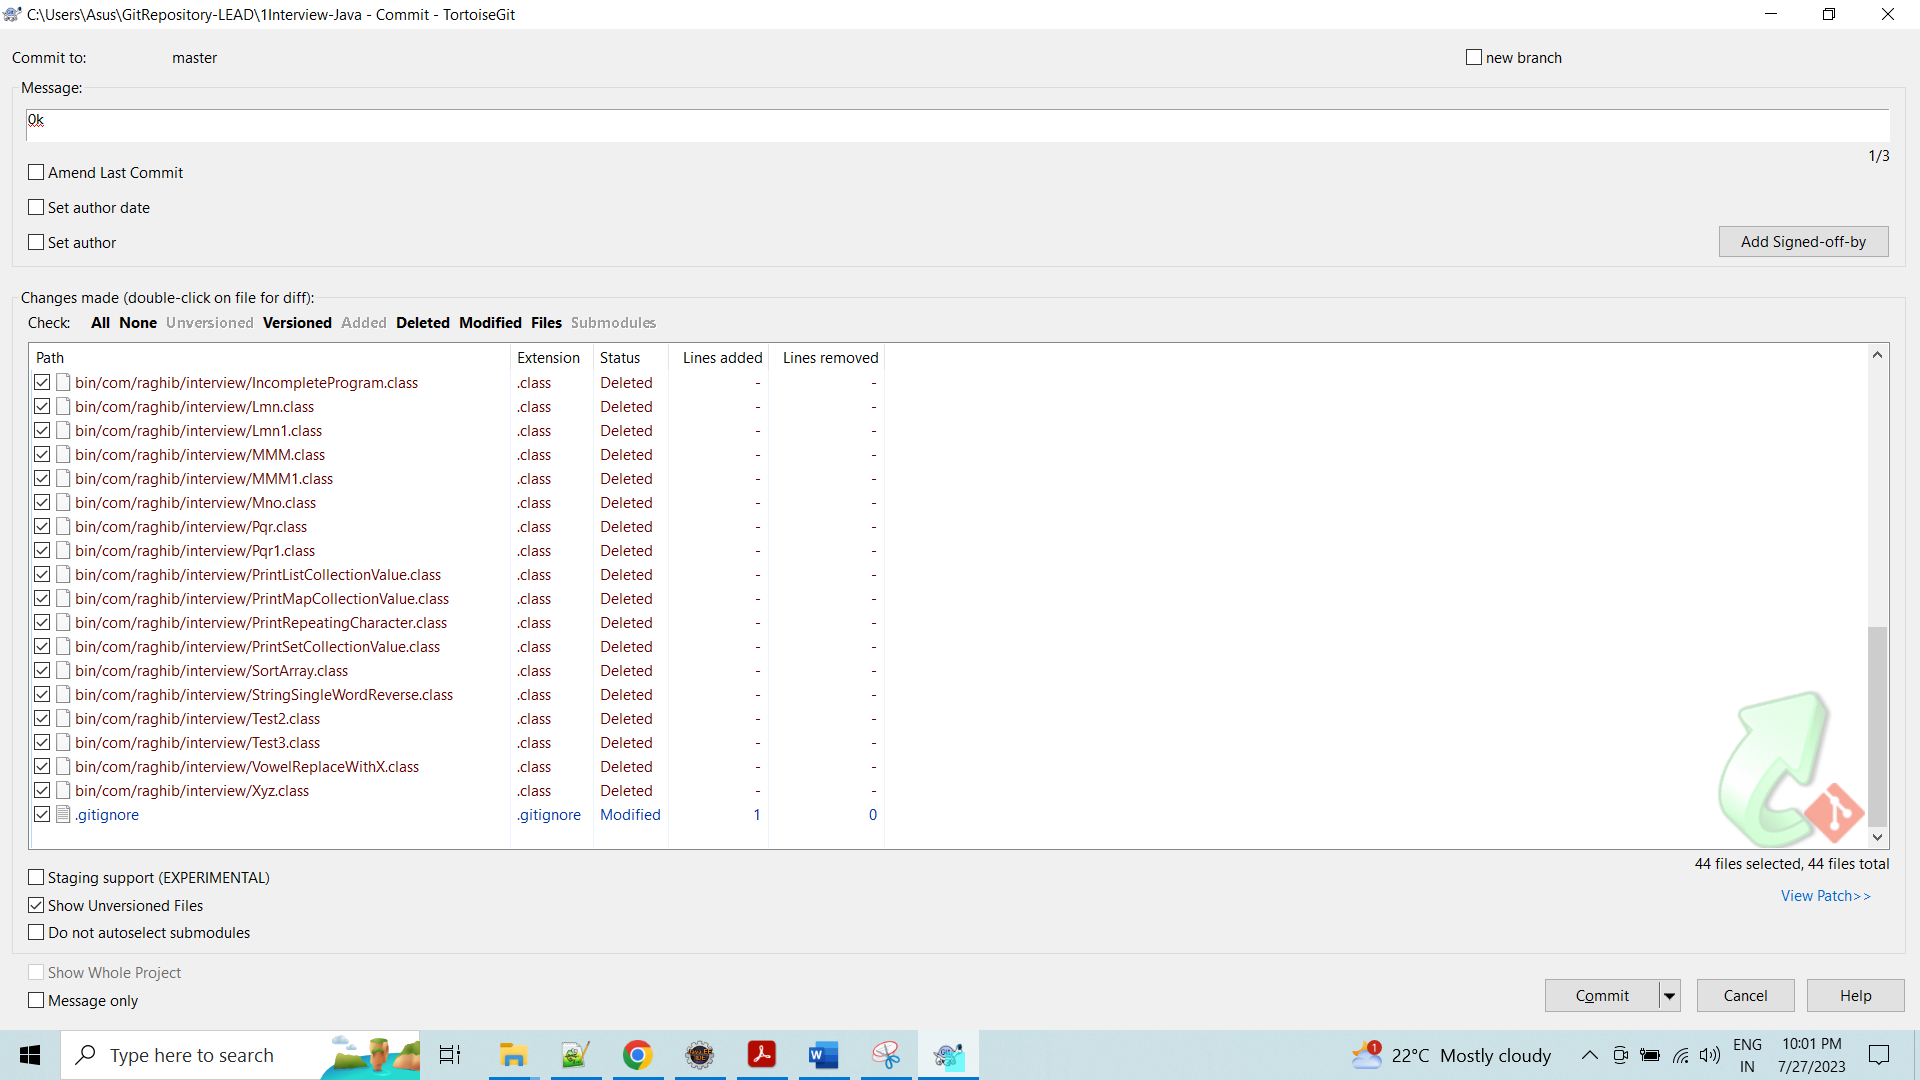 C:\Users\Asus\GitRepository-LEAD\1Interview-Java - Commit - TortoiseGit
Commit to: master new branch
Message:
Ok
1/3
Amend Last Commit
Set author date
Set author
Add Signed-off-by
Changes made (double-click on file for diff):
Check: All None Unversioned Versioned Added Deleted Modified Files Submodules
Path Extension Status Lines added Lines removed
bin/com/raghib/interview/IncompleteProgram.class .class Deleted - -
bin/com/raghib/interview/Lmn.class .class Deleted - -
bin/com/raghib/interview/Lmn1.class .class Deleted - -
bin/com/raghib/interview/MMM.class .class Deleted - -
bin/com/raghib/interview/MMM1.class .class Deleted - -
bin/com/raghib/interview/Mno.class .class Deleted - -
bin/com/raghib/interview/Pqr.class .class Deleted - -
bin/com/raghib/interview/Pqr1.class .class Deleted - -
bin/com/raghib/interview/PrintListCollectionValue.class .class Deleted - -
bin/com/raghib/interview/PrintMapCollectionValue.class .class Deleted - -
bin/com/raghib/interview/PrintRepeatingCharacter.class .class Deleted - -
bin/com/raghib/interview/PrintSetCollectionValue.class .class Deleted - -
bin/com/raghib/interview/SortArray.class .class Deleted - -
bin/com/raghib/interview/StringSingleWordReverse.class .class Deleted - -
bin/com/raghib/interview/Test2.class .class Deleted - -
bin/com/raghib/interview/Test3.class .class Deleted - -
bin/com/raghib/interview/VowelReplaceWithX.class .class Deleted - -
bin/com/raghib/interview/Xyz.class .class Deleted - -
.gitignore .gitignore Modified 1 0
44 files selected, 44 files total
Staging support (EXPERIMENTAL)
View Patch>>
Show Unversioned Files
Do not autoselect submodules
Show Whole Project
Message only
Commit Cancel Help
Type here to search
1
22°C Mostly cloudy
ENG
IN
10:01 PM
7/27/2023